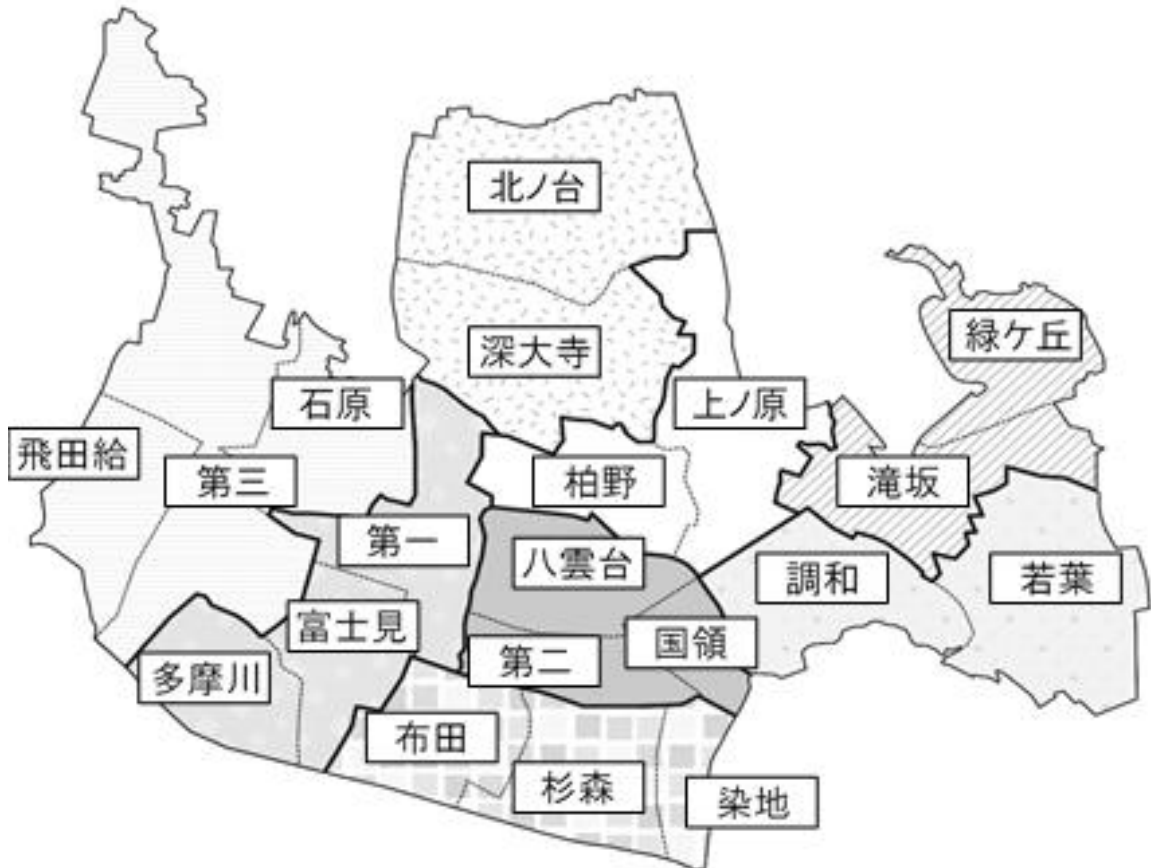 北ノ台
緑ケ丘
深大寺
石原
上ノ原
飛田給
第三
柏野
滝坂
第一
八雲台
調和
若葉
富士見
国領
第二
多摩川
布田
杉森
染地